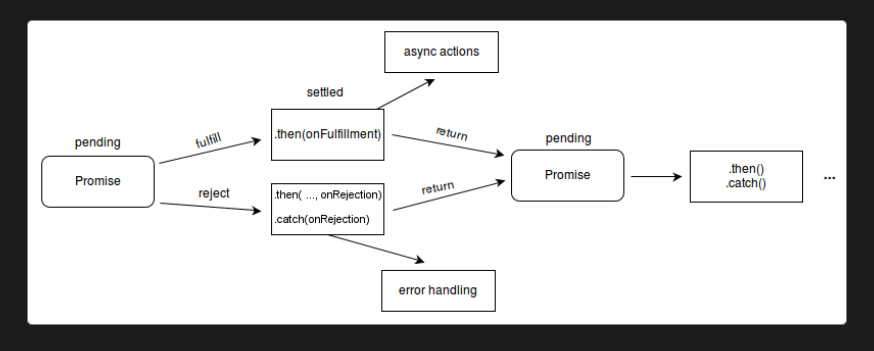 async actions
settled
pending
fulfill
.then(onFulfillment)
return
pending
Promise
reject
.then( ..., onRejection)
.catch(onRejection)
return
Promise
.then()
.catch()
...
error handling